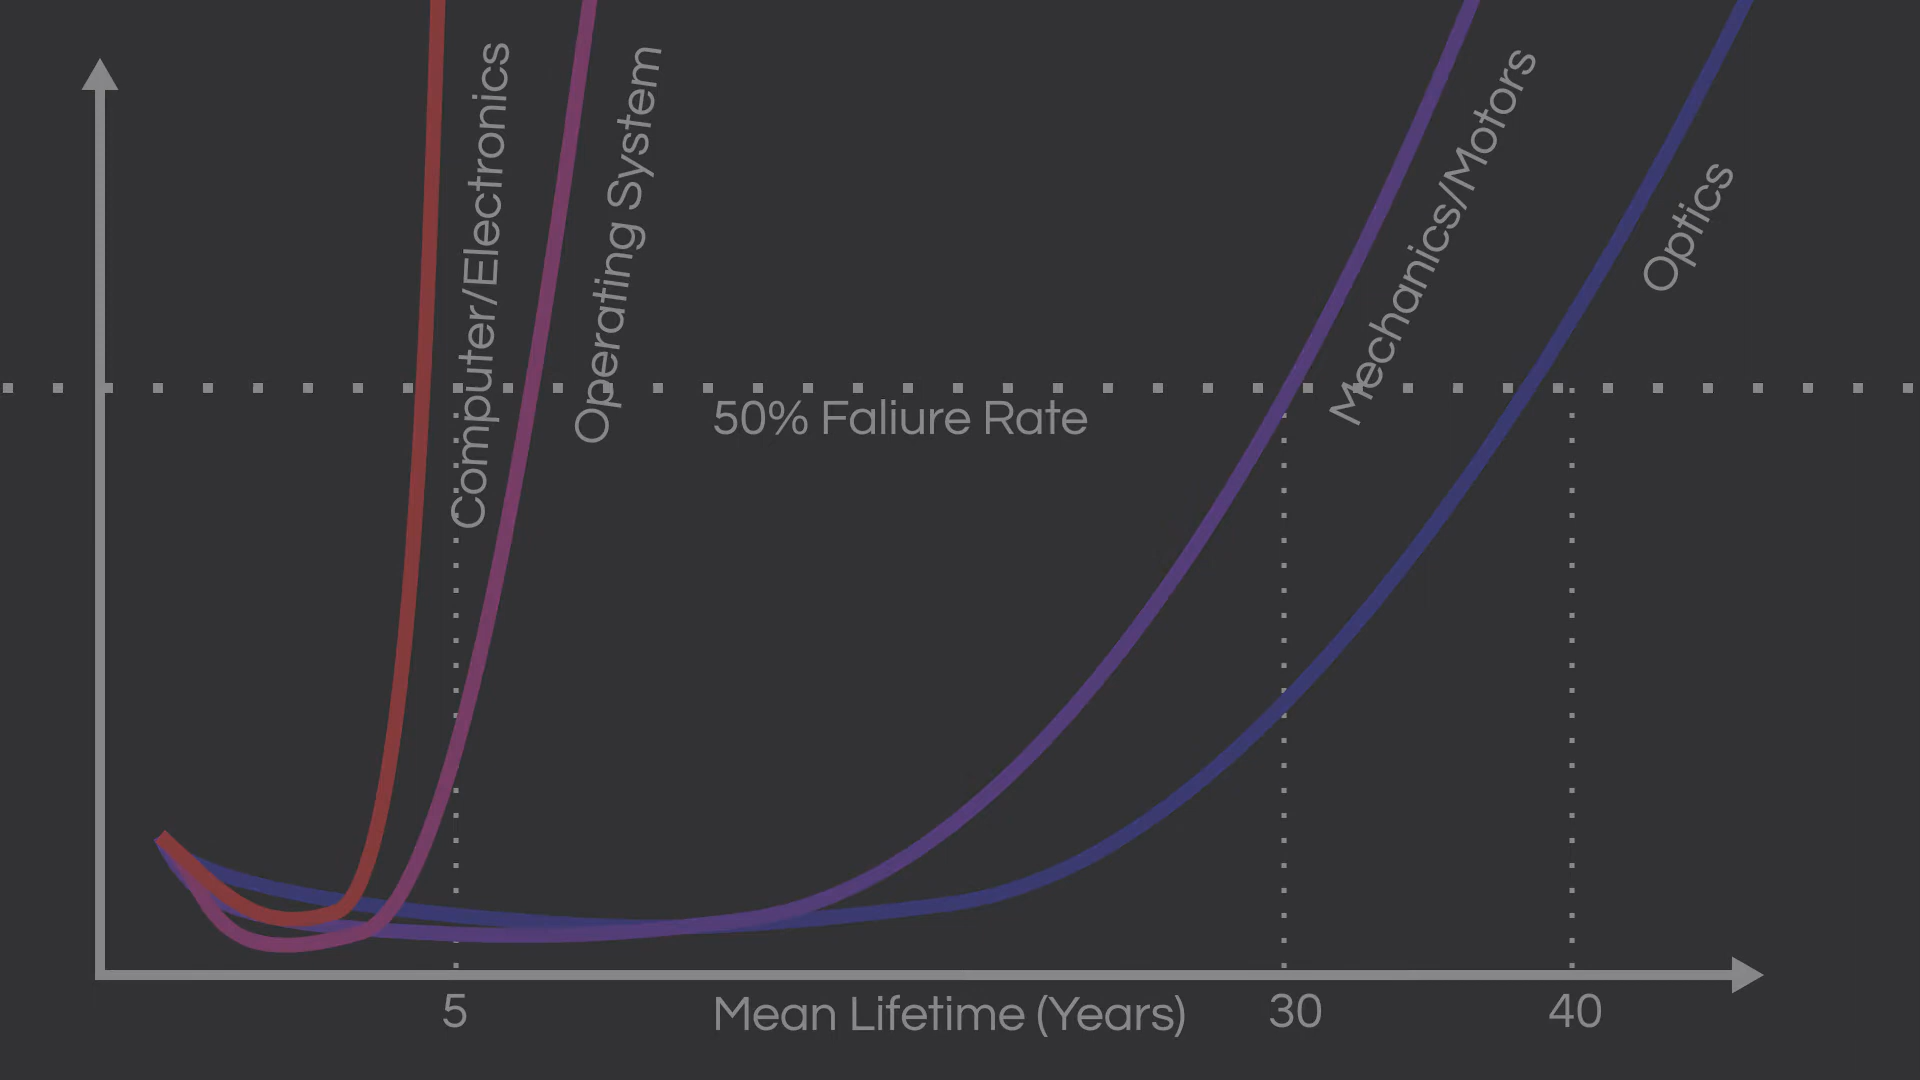 Computer/Electronics
Operating System
Mechanics/Motors
Optics
50% Faliure Rate
5
Mean Lifetime (Years)
30
40